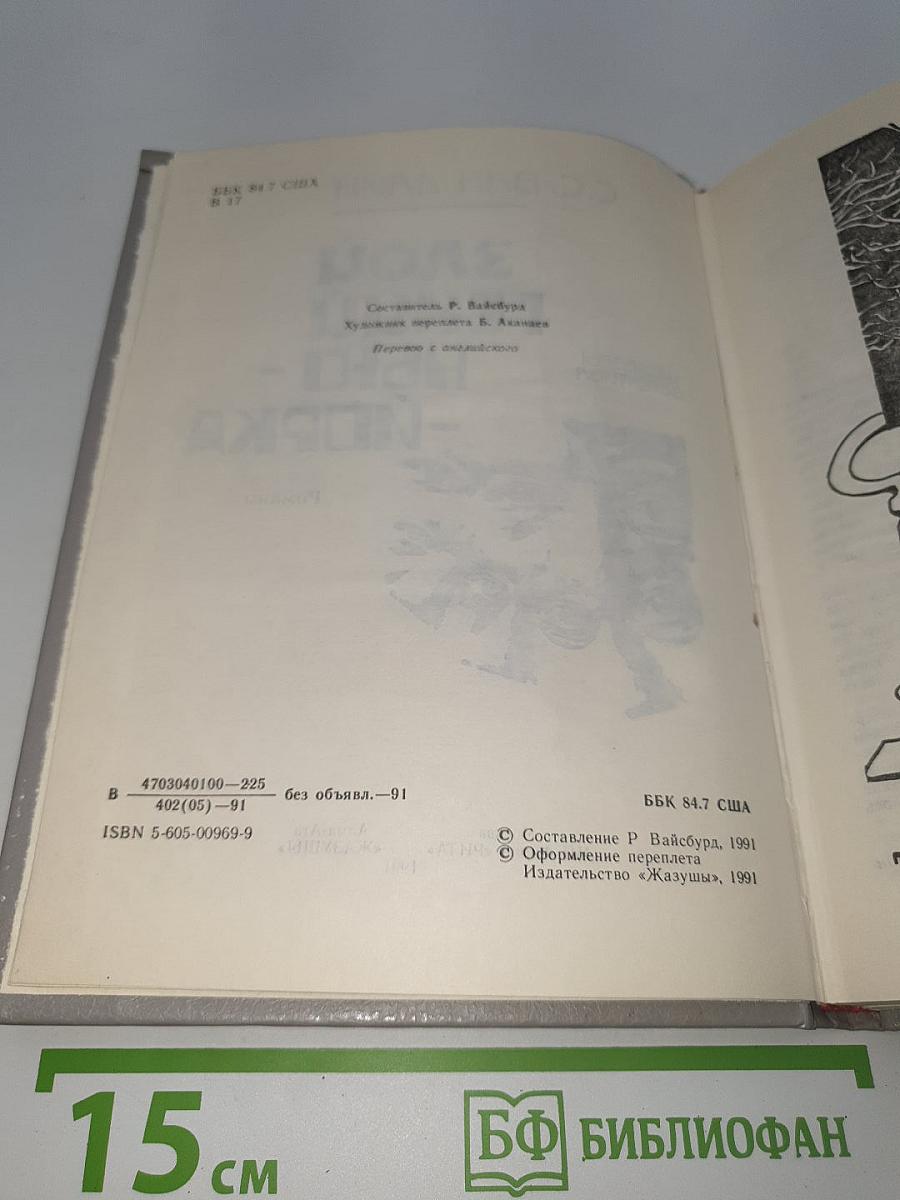 ББК 84.7 США
В 17
Составитель Р. Вайсбурд
Художник переплета Б. Аканаев
Перевод с английского
В 4703040100—225 без объявл.—91
402(05)—91
ISBN 5-605-00969-9
ББК 84.7 США
© Составление Р Вайсбурд, 1991
© Оформление переплета
Издательство «Жазушы», 1991
15 см
БФ БИБЛИОФАН